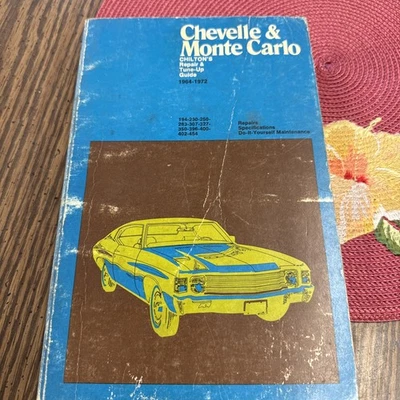 Chevelle &
Monte Carlo
CHILTON'S
Repair &
Tune-Up
Guide
1964-1972
194-230-250-
283-307-327-
350-396-400-
402-454
Repairs
Specifications
Do-It-Yourself Maintenance